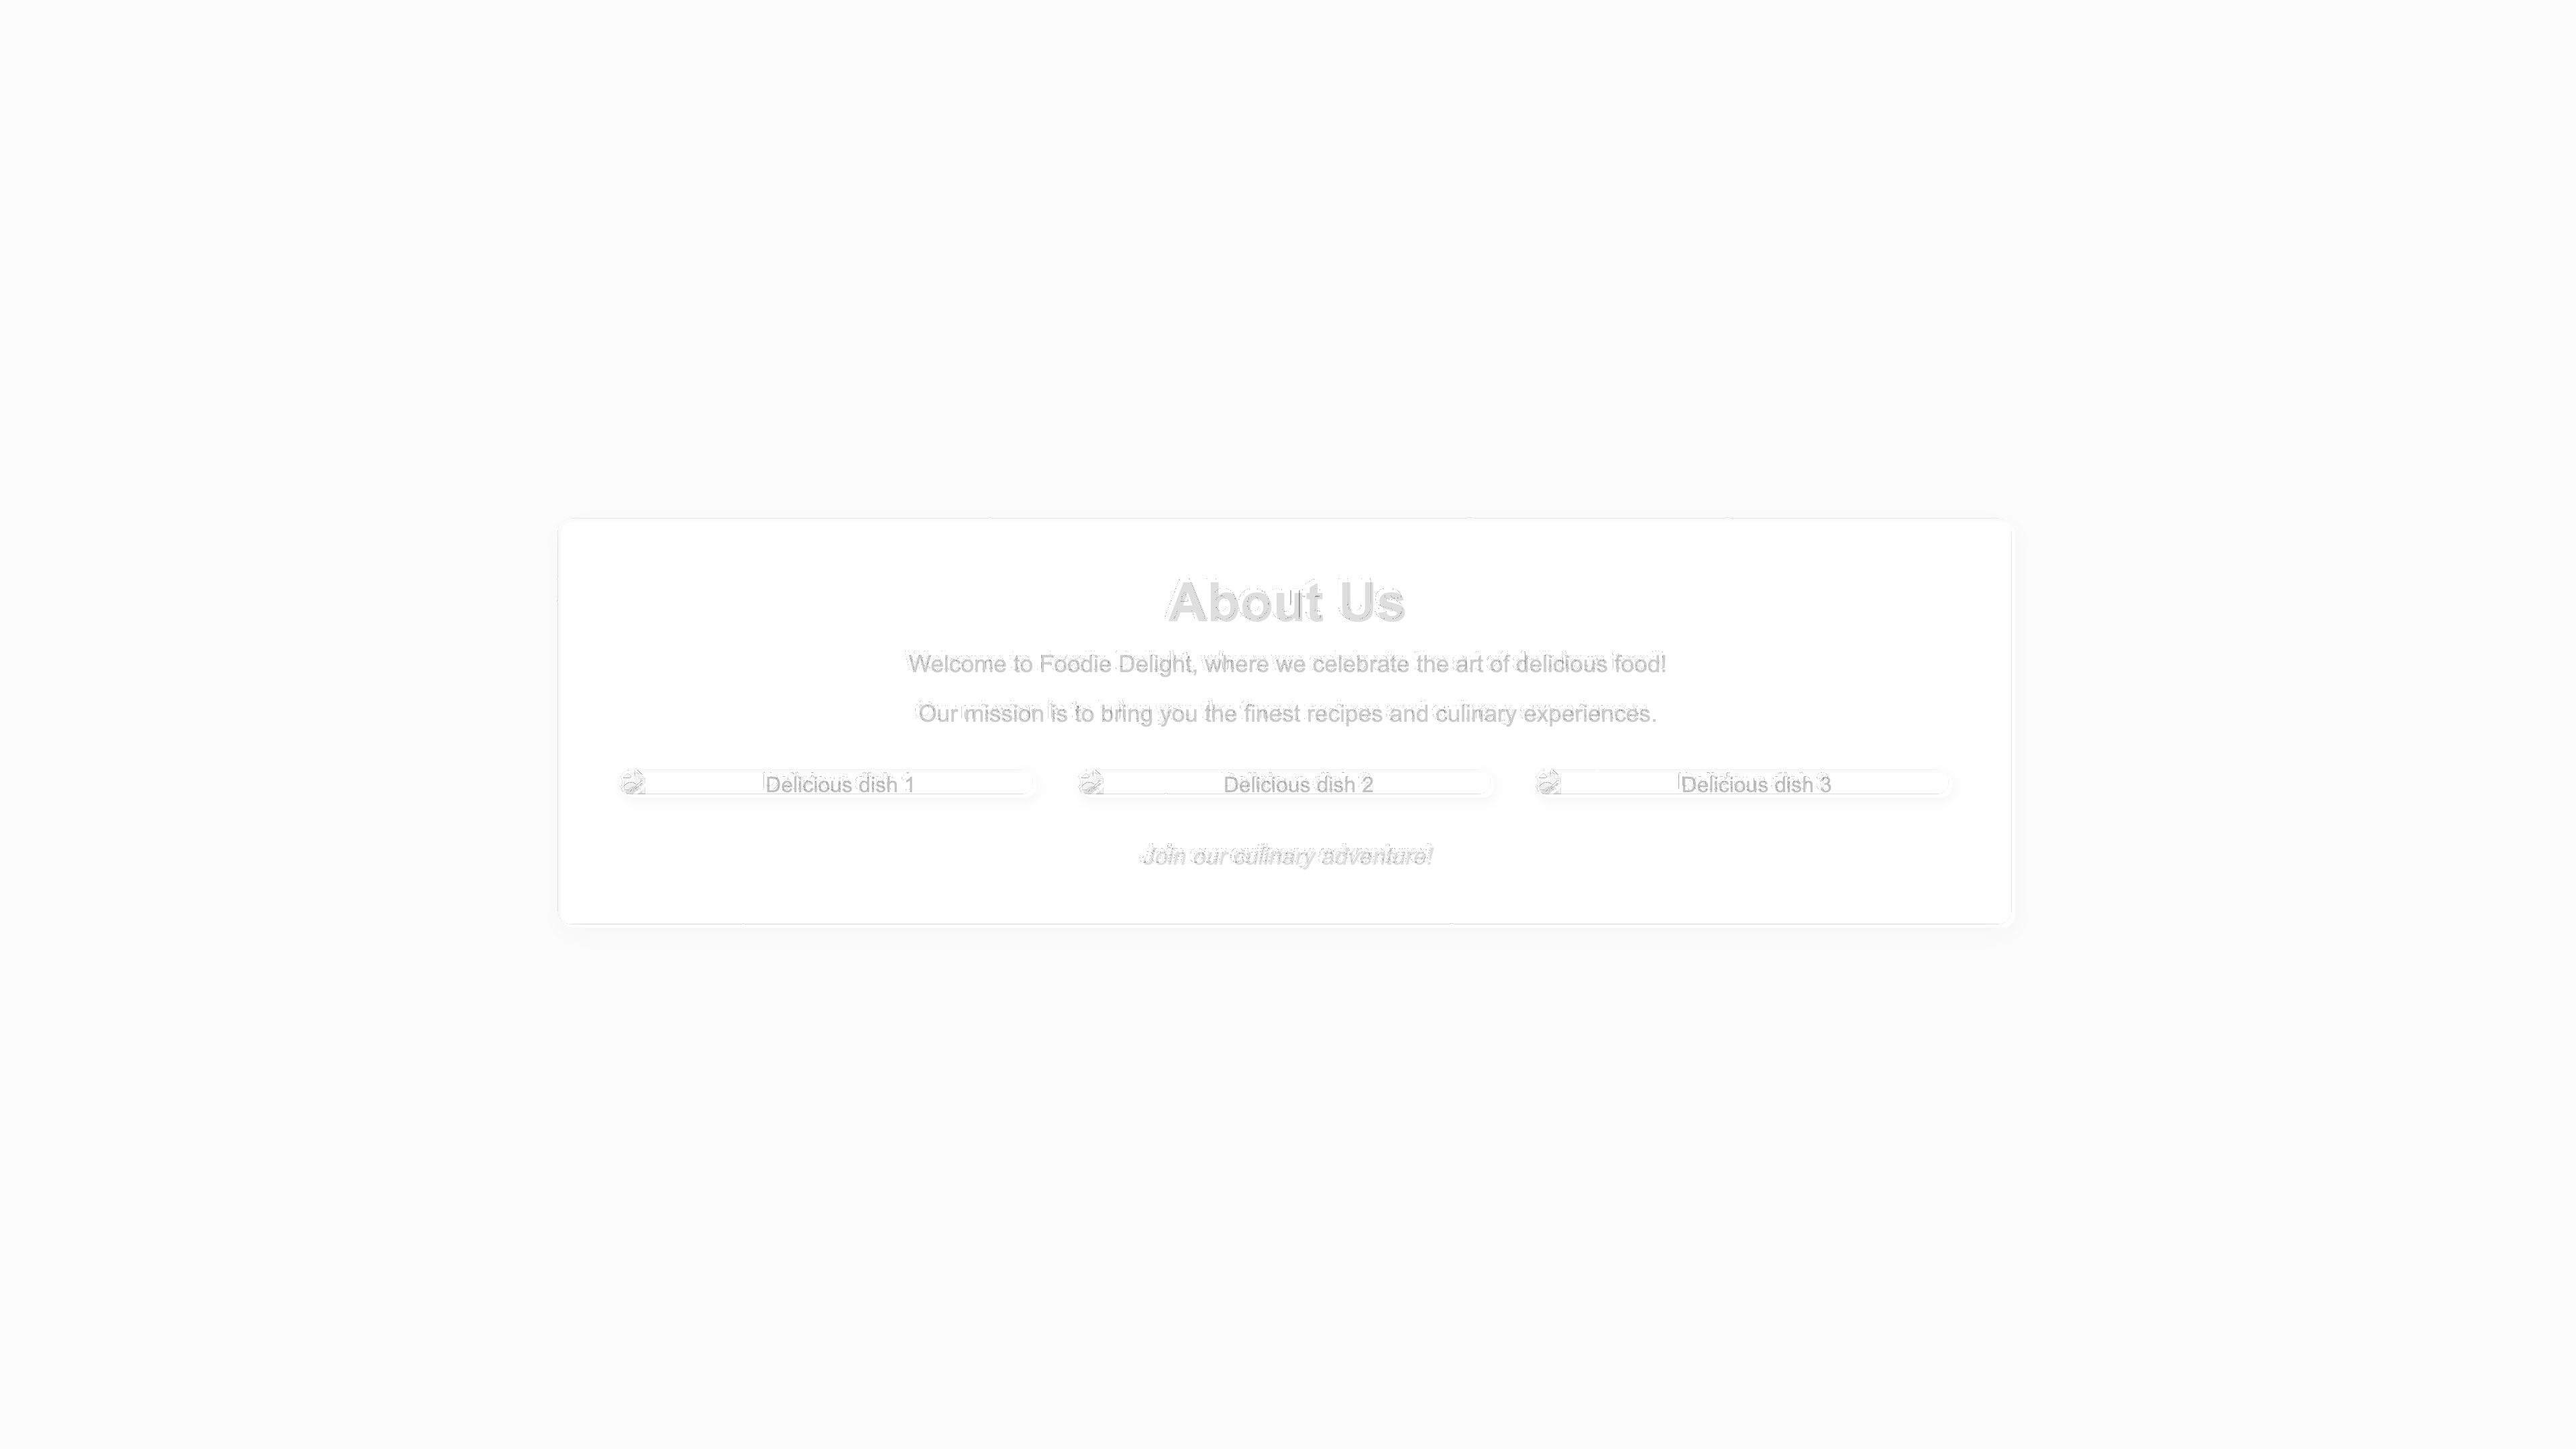 About Us
Welcome to Foodie Delight, where we celebrate the art of delicious food!
Our mission is to bring you the finest recipes and culinary experiences.
Delicious dish 1
Delicious dish 2
Delicious dish 3
Join our culinary adventure!